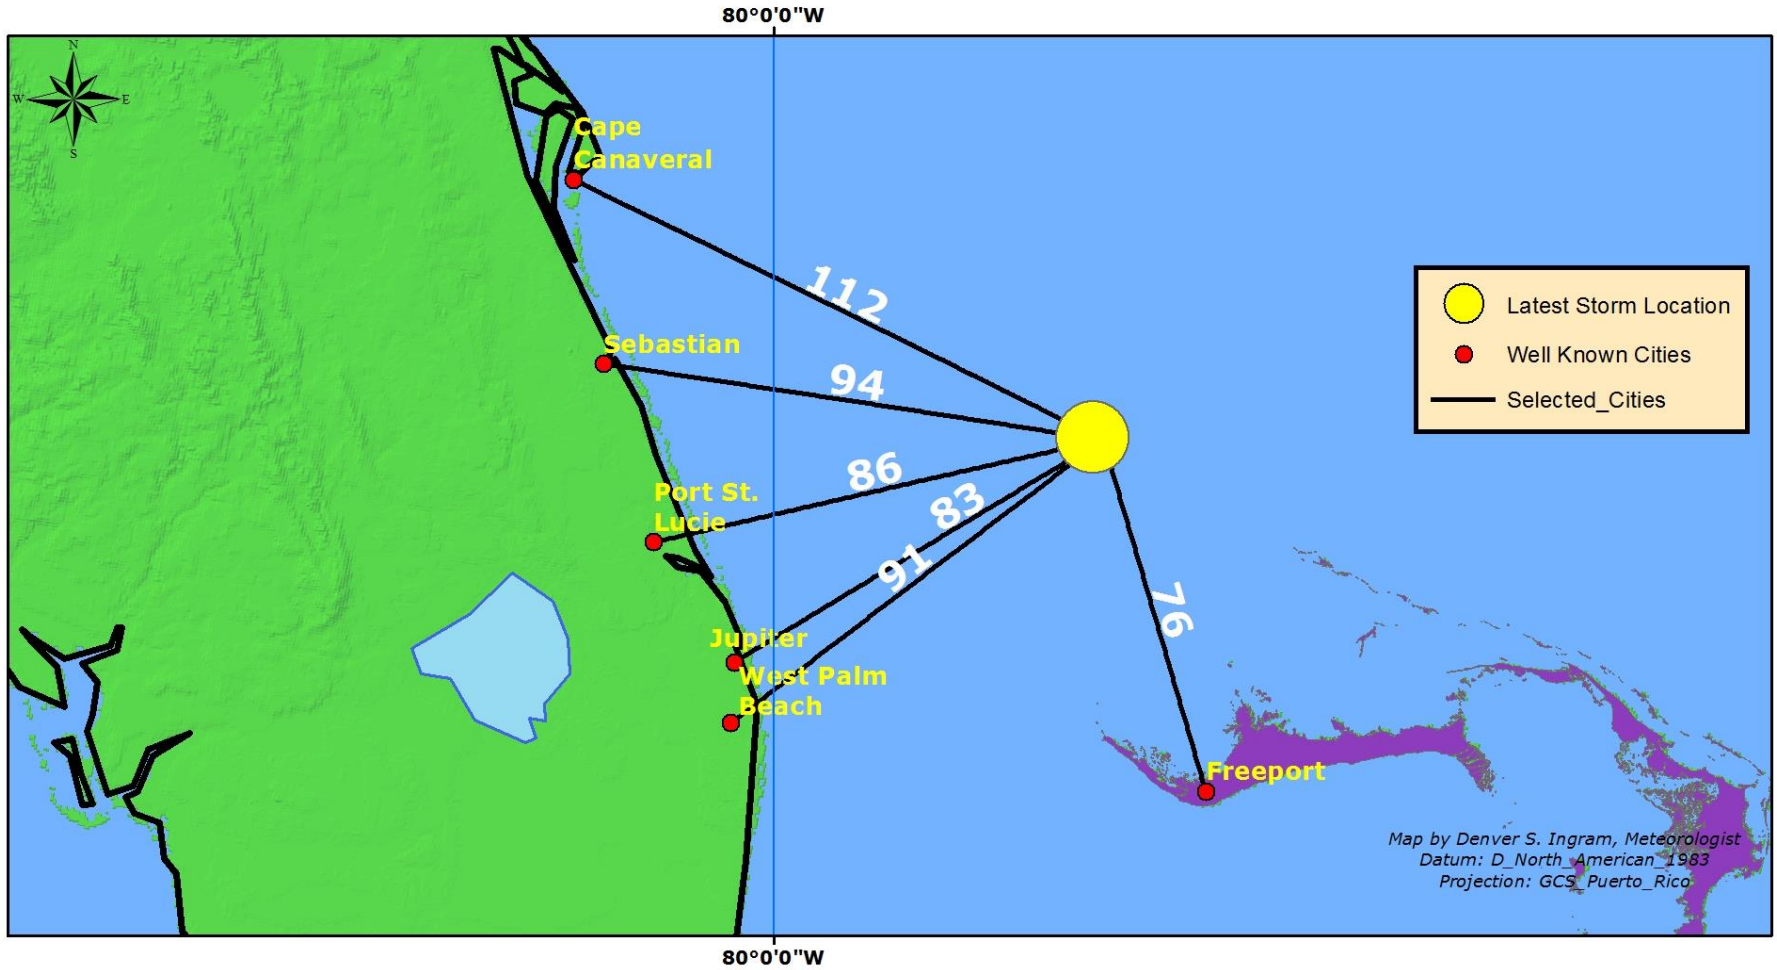 80°0'0"W
N
W
E
S
Cape
Canaveral
112
Sebastian
94
Latest Storm Location
Well Known Cities
Selected_Cities
86
Port St.
Lucie
83
91
76
Jupiter
West Palm
Beach
Freeport
Map by Denver S. Ingram, Meteorologist
Datum: D_North_American_1983
Projection: GCS_Puerto_Rico
80°0'0"W